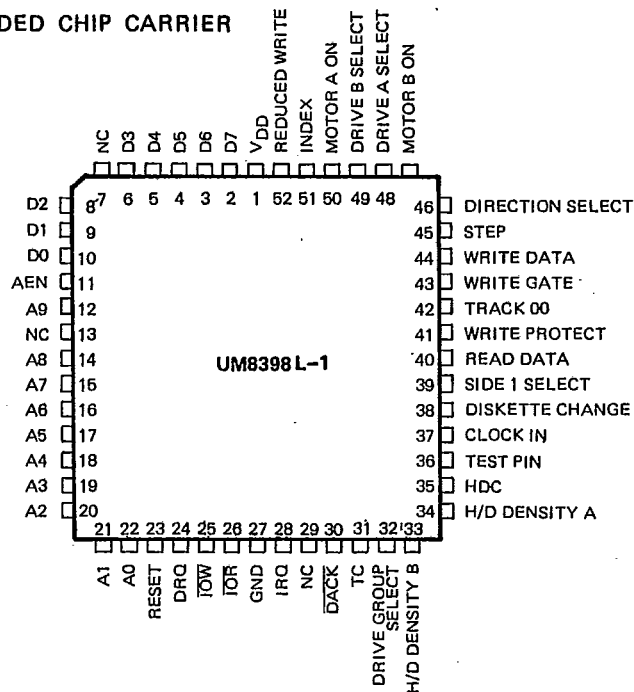 DED CHIP CARRIER
NC
D3
D4
D5
D6
D7
VDD
REDUCED WRITE
INDEX
MOTOR A ON
DRIVE B SELECT
DRIVE A SELECT
MOTOR B ON
7 6 5 4 3 2 1 52 51 50 49 48
D2 8
D1 9
D0 10
AEN 11
A9 12
NC 13
A8 14
A7 15
A6 16
A5 17
A4 18
A3 19
A2 20
UM8398L-1
46 DIRECTION SELECT
45 STEP
44 WRITE DATA
43 WRITE GATE
42 TRACK 00
41 WRITE PROTECT
40 READ DATA
39 SIDE 1 SELECT
38 DISKETTE CHANGE
37 CLOCK IN
36 TEST PIN
35 HDC
34 H/D DENSITY A
21 22 23 24 25 26 27 28 29 30 31 32 33
A1
A0
RESET
DRQ
IOW
IOR
GND
IRQ
NC
DACK
TC
DRIVE GROUP
SELECT
H/D DENSITY B